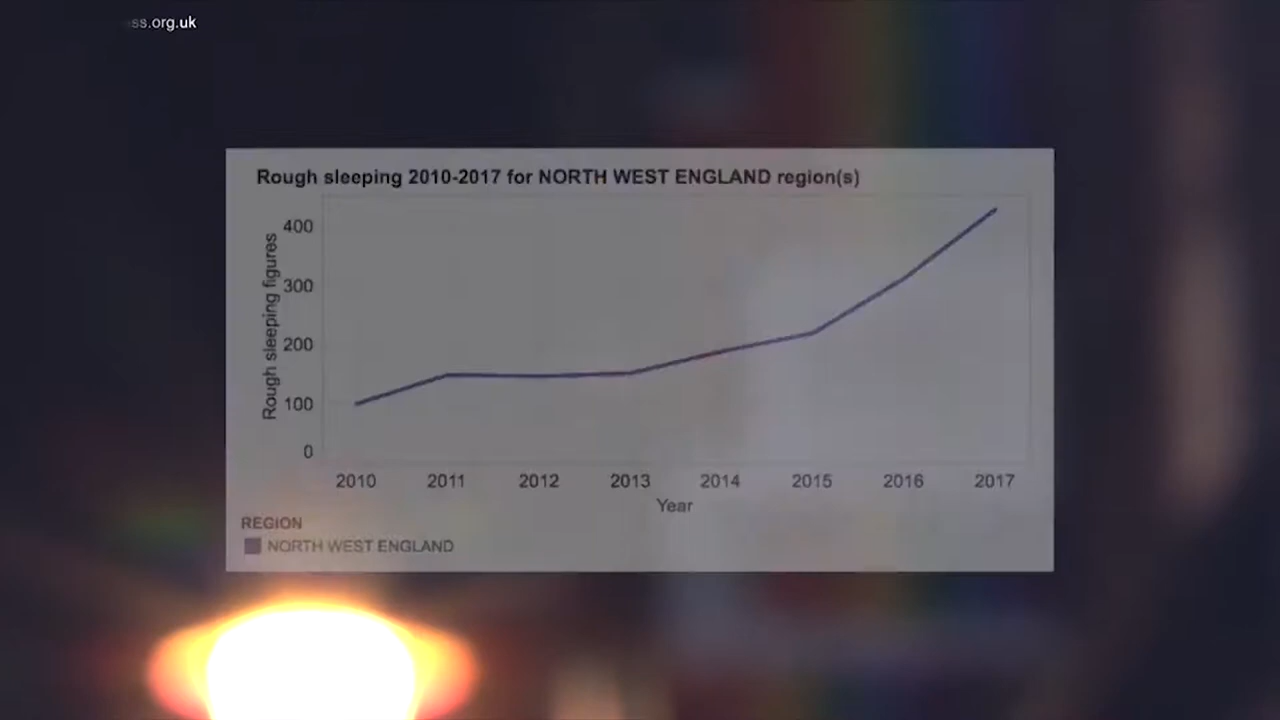 ss.org.uk
Rough sleeping 2010-2017 for NORTH WEST ENGLAND region(s)
Rough sleeping figures
400
300
200
100
0
2010 2011 2012 2013 2014 2015 2016 2017
Year
REGION
NORTH WEST ENGLAND